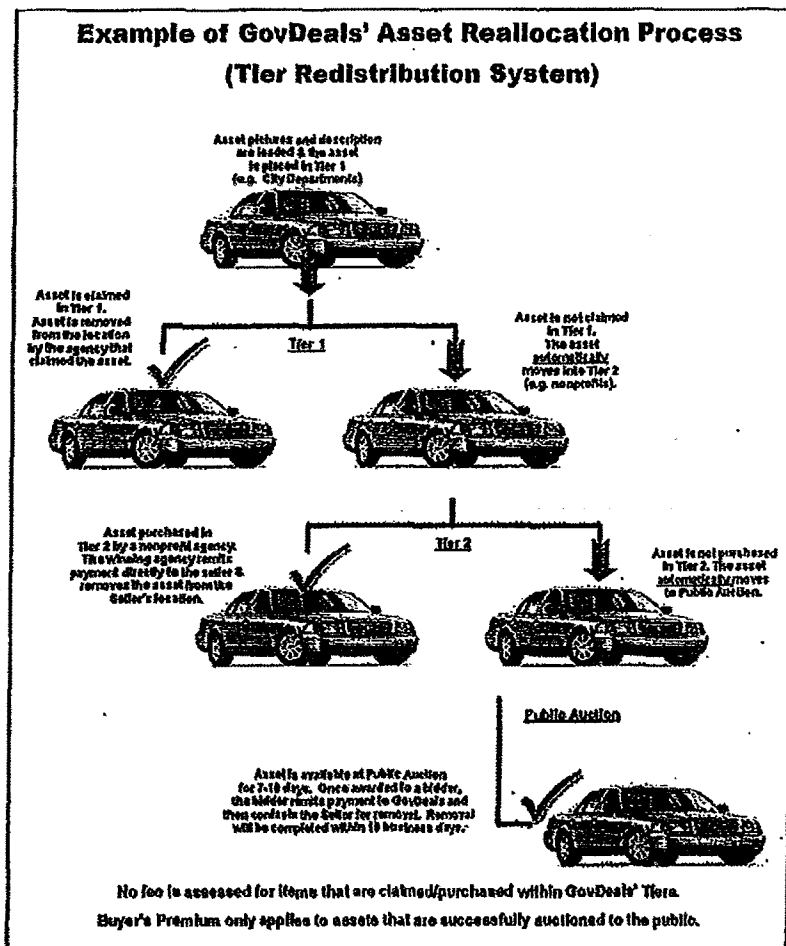 Example of GovDeals' Asset Reallocation Process
(Tier Redistribution System)
Asset pictures and description
are loaded & the asset
is placed in Tier 1
(e.g. City Departments)
Asset is claimed
in Tier 1.
Asset is removed
from the location
by the agency that
claimed the asset.
Tier 1
Asset is not claimed
in Tier 1.
The asset
automatically
moves into Tier 2
(e.g. nonprofits).
Asset purchased in
Tier 2 by a nonprofit agency.
The winning agency remits
payment directly to the seller &
removes the asset from the
Seller's location.
Tier 2
Asset is not purchased
in Tier 2. The asset
automatically moves
to Public Auction.
Public Auction
Asset is available at Public Auction
for 7-10 days. Once awarded to a bidder,
the bidder remits payment to GovDeals and
then contacts the Seller for removal. Removal
will be completed within 10 business days.
No fee is assessed for items that are claimed/purchased within GovDeals' Tiers.
Buyer's Premium only applies to assets that are successfully auctioned to the public.